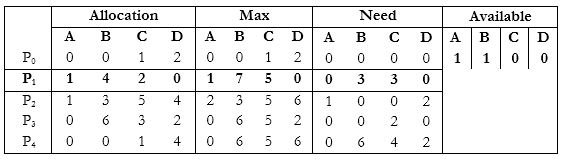 Allocation Max Need Available
A B C D A B C D A B C D A B C D
P0 0 0 1 2 0 0 1 2 0 0 0 0 1 1 0 0
P1 1 4 2 0 1 7 5 0 0 3 3 0
P2 1 3 5 4 2 3 5 6 1 0 0 2
P3 0 6 3 2 0 6 5 2 0 0 2 0
P4 0 0 1 4 0 6 5 6 0 6 4 2